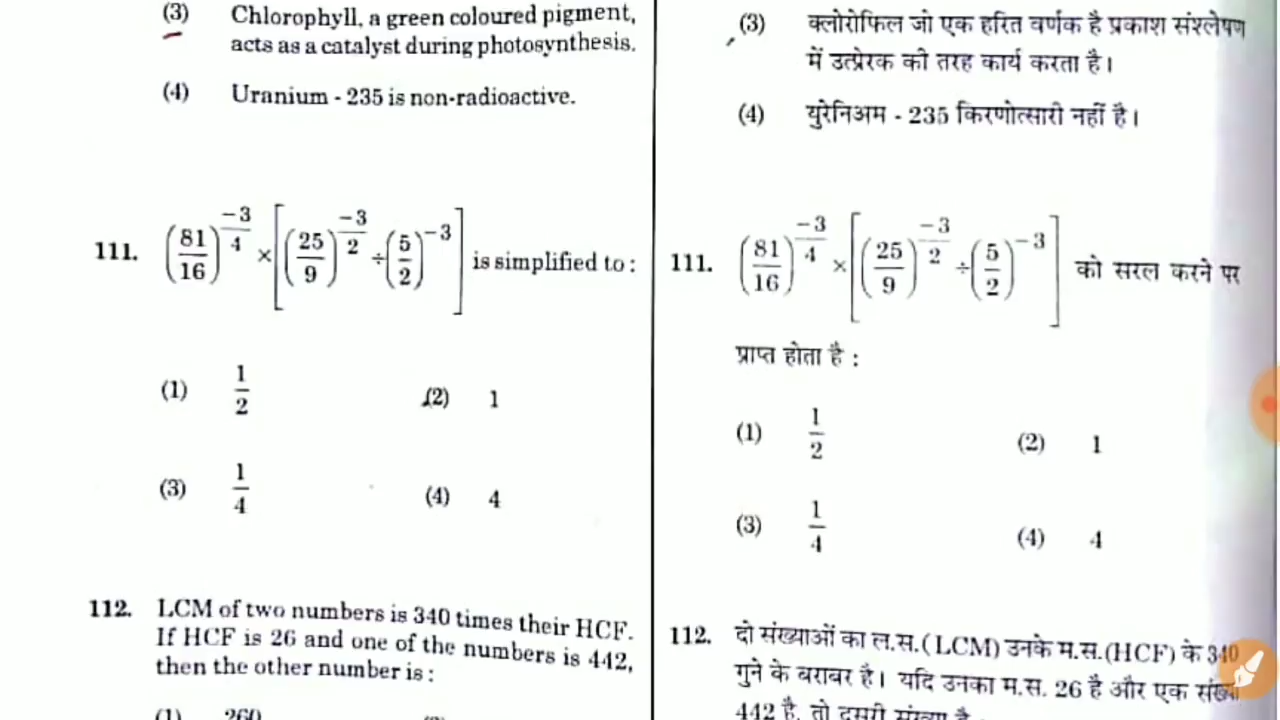 (3) Chlorophyll, a green coloured pigment,
acts as a catalyst during photosynthesis.
(4) Uranium - 235 is non-radioactive.
111. (81/16)^(-3/4) × [(25/9)^(-3/2) ÷ (5/2)^(-3)] is simplified to :
(1) 1/2 (2) 1
(3) 1/4 (4) 4
112. LCM of two numbers is 340 times their HCF.
If HCF is 26 and one of the numbers is 442,
then the other number is :
(1) 260
(3) क्लोरोफिल जो एक हरित वर्णक है प्रकाश संश्लेषण
में उत्प्रेरक की तरह कार्य करता है।
(4) युरेनिअम - 235 किरणोत्सारी नहीं है।
111. (81/16)^(-3/4) × [(25/9)^(-3/2) ÷ (5/2)^(-3)] को सरल करने पर
प्राप्त होता है :
(1) 1/2 (2) 1
(3) 1/4 (4) 4
112. दो संख्याओं का ल.स.(LCM) उनके म.स.(HCF) के 340
गुने के बराबर है। यदि उनका म.स. 26 है और एक संख्या
442 है, तो दूसरी संख्या है